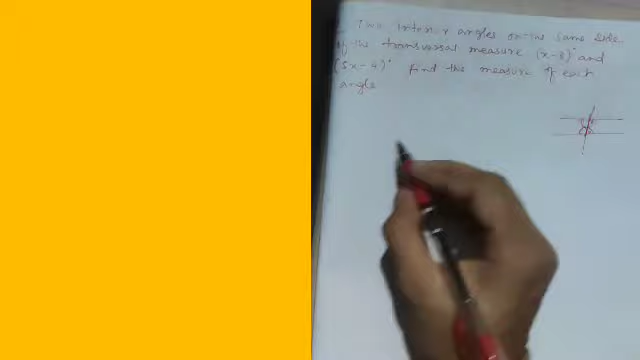 Two interior angles on the same side
of the transversal measure (x-8)° and
(5x-4)° find the measure of each
angle